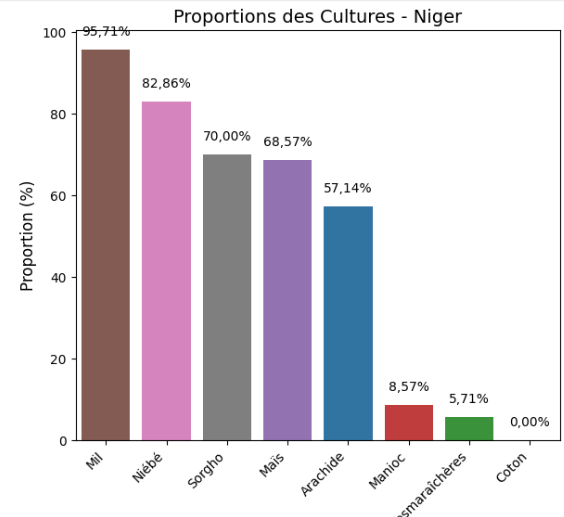 Proportions des Cultures - Niger
Proportion (%)
100
80
60
40
20
0
95,71%
82,86%
70,00%
68,57%
57,14%
8,57%
5,71%
0,00%
Mil
Niébé
Sorgho
Maïs
Arachide
Manioc
Coton